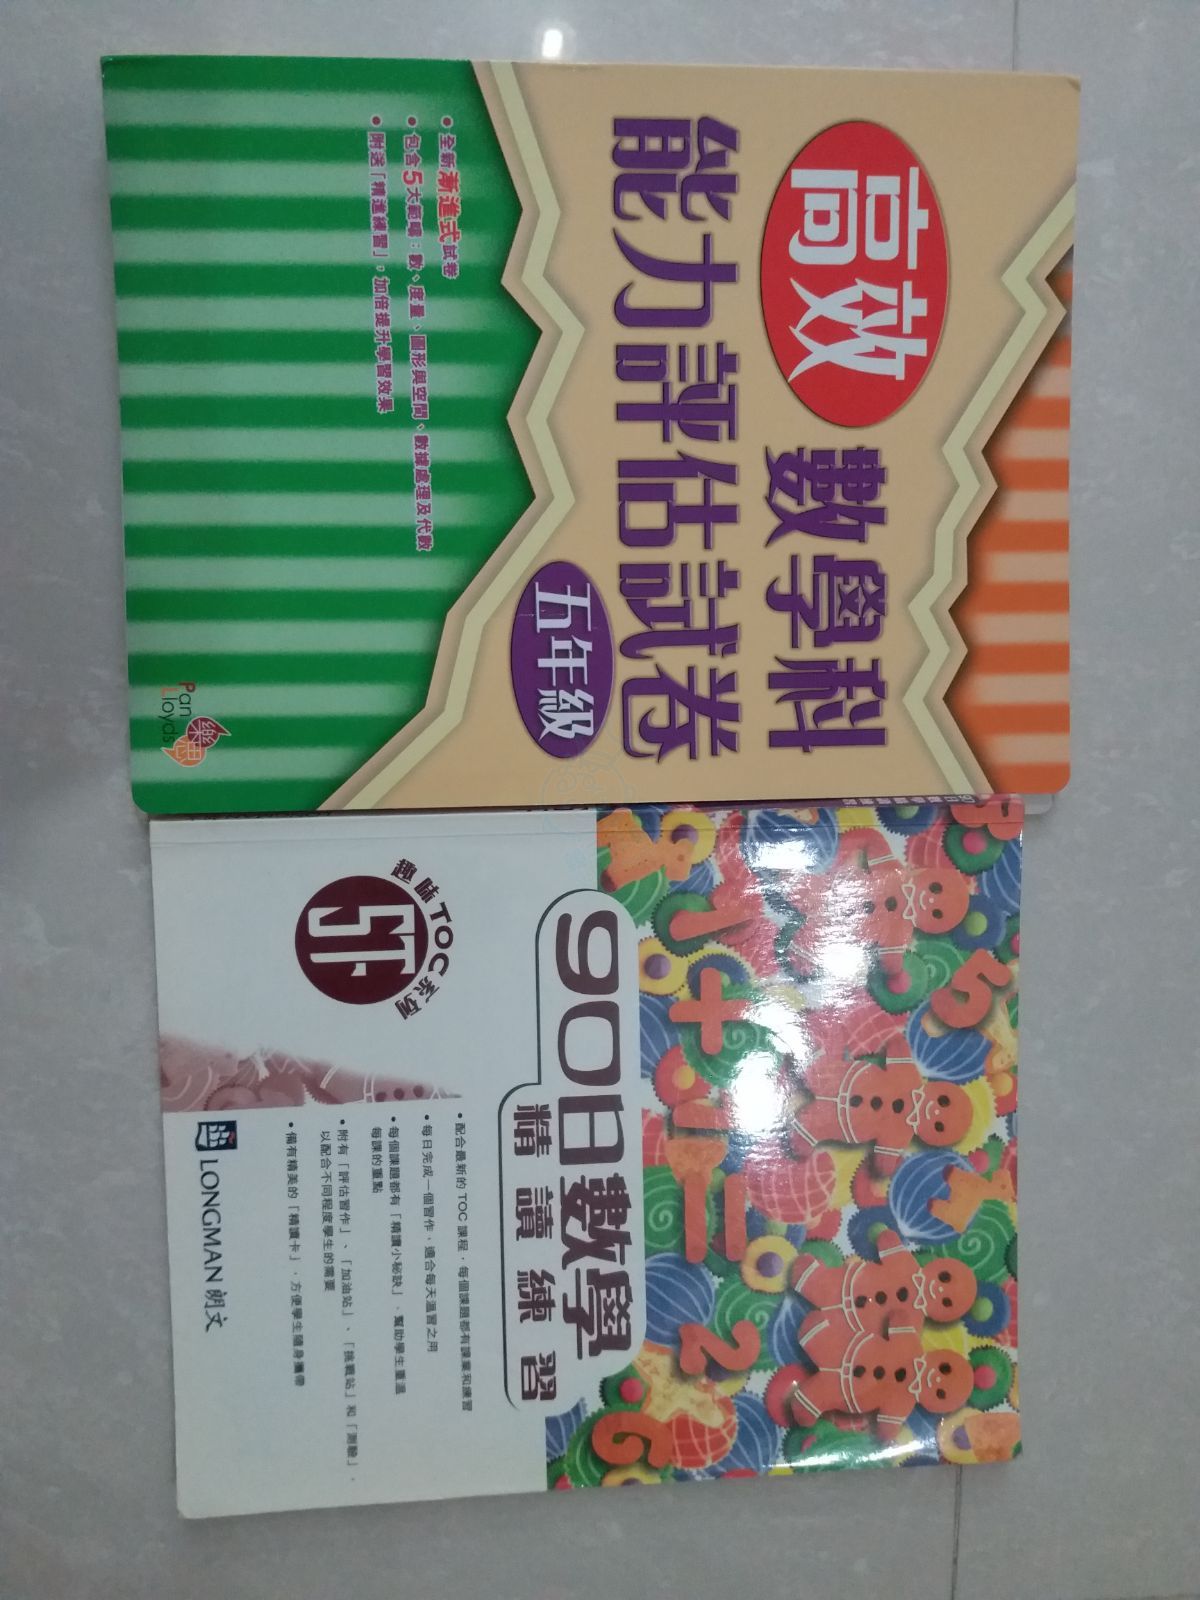 高效
數學科
能力評估試卷
五年級
• 全新漸進式試卷
• 包含5大範疇：數、度量、圖形與空間、數據處理及代數
• 附送「精進練習」，加倍提升學習效果
Pan
Lloyds
樂思
趣味TOC系列
5下
90日數學
精讀練習
• 配合最新的TOC課程，每個課題都有課業和練習
• 每日完成一個習作，適合每天溫習之用
• 每個課題都有「精讀小秘訣」，幫助學生重溫
每課的重點
• 附有「評估習作」、「加油站」、「挑戰站」和「測驗」，
以配合不同程度學生的需要
• 備有精美的「精讀卡」，方便學生隨身攜帶
LONGMAN 朗文
1
+
=
2
5
6